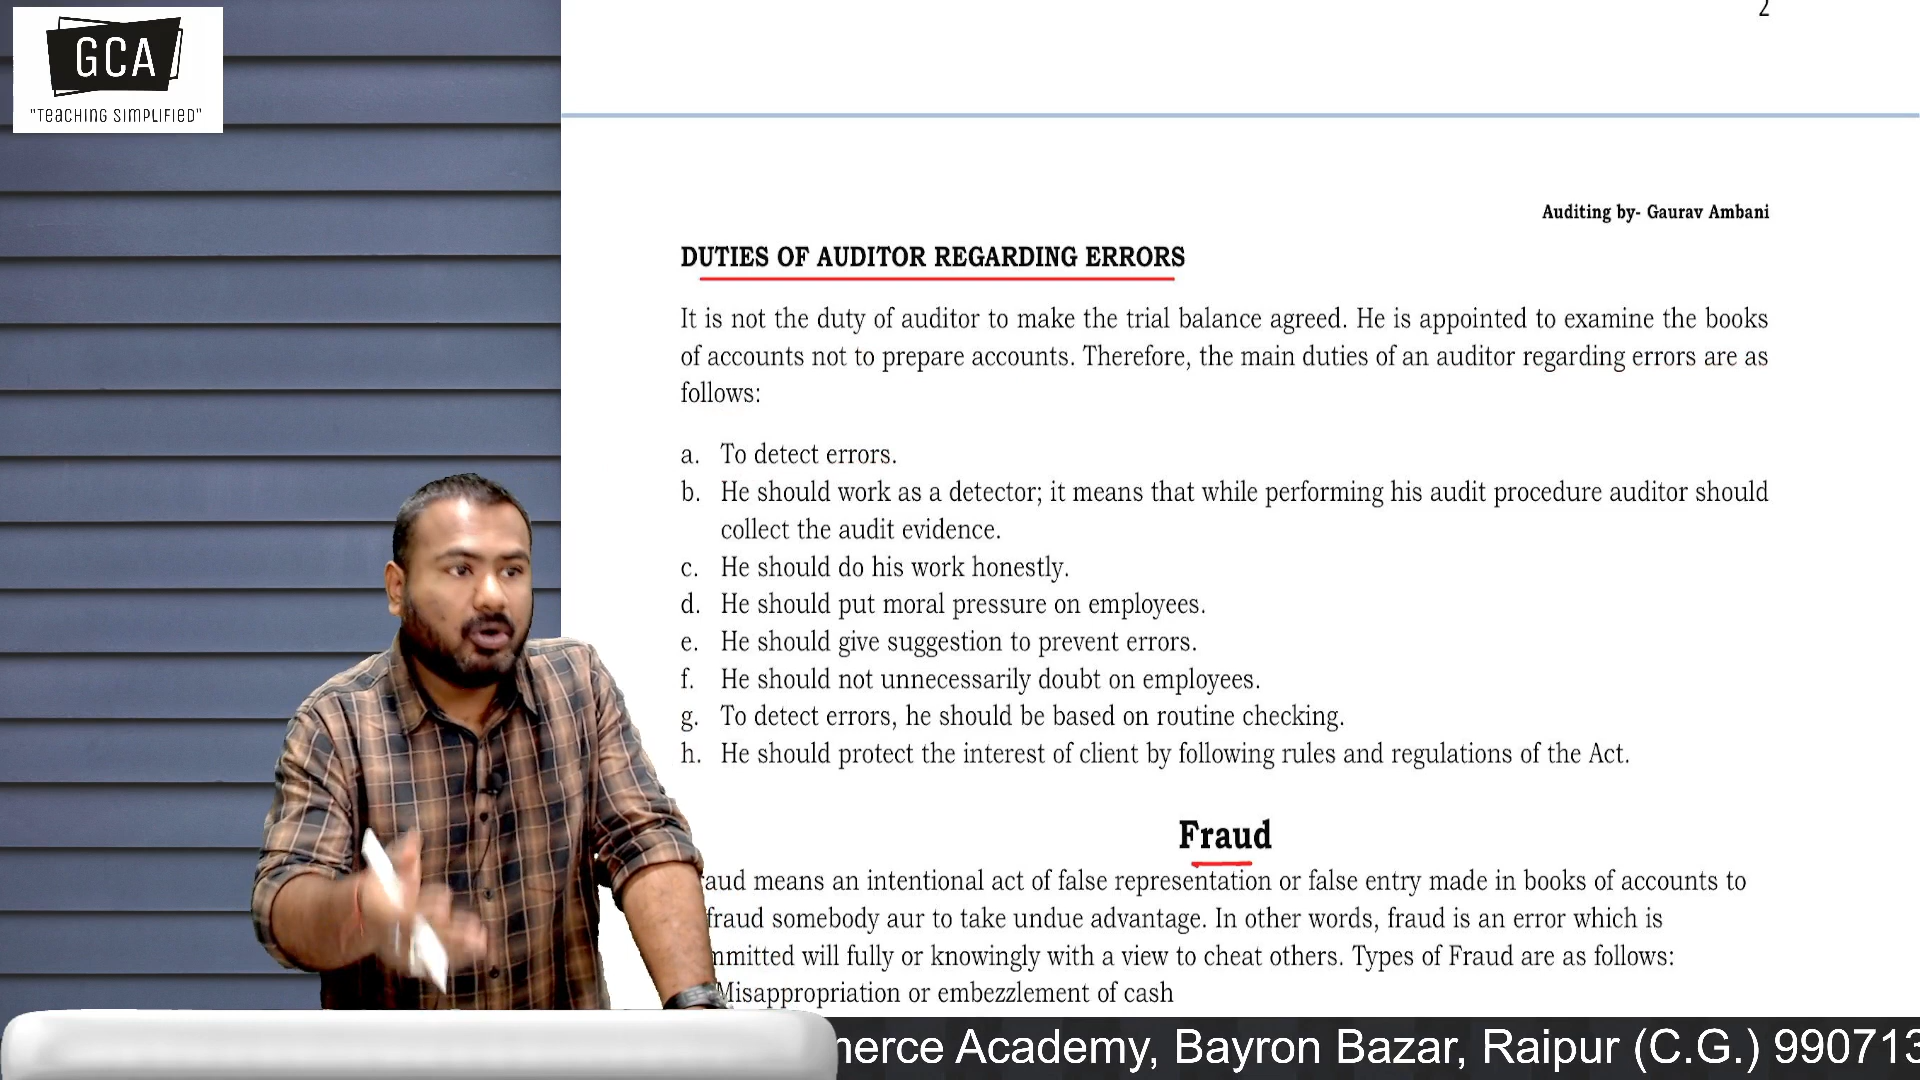 GCA
"TEACHING SIMPLIFIED"
2
Auditing by- Gaurav Ambani
DUTIES OF AUDITOR REGARDING ERRORS
It is not the duty of auditor to make the trial balance agreed. He is appointed to examine the books
of accounts not to prepare accounts. Therefore, the main duties of an auditor regarding errors are as
follows:
a. To detect errors.
b. He should work as a detector; it means that while performing his audit procedure auditor should
collect the audit evidence.
c. He should do his work honestly.
d. He should put moral pressure on employees.
e. He should give suggestion to prevent errors.
f. He should not unnecessarily doubt on employees.
g. To detect errors, he should be based on routine checking.
h. He should protect the interest of client by following rules and regulations of the Act.
Fraud
means an intentional act of false representation or false entry made in books of accounts to
somebody aur to take undue advantage. In other words, fraud is an error which is
will fully or knowingly with a view to cheat others. Types of Fraud are as follows:
Misappropriation or embezzlement of cash
Academy, Bayron Bazar, Raipur (C.G.)